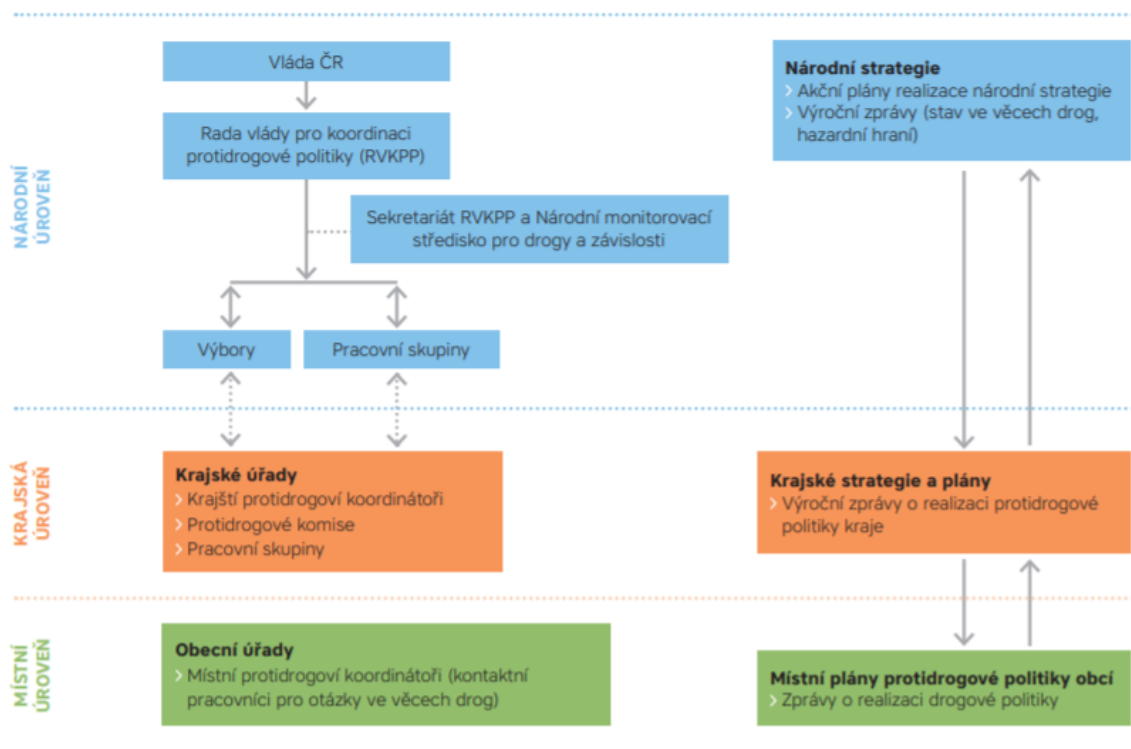 NÁRODNÍ
ÚROVEŇ
Vláda ČR
Rada vlády pro koordinaci
protidrogové politiky (RVKPP)
Sekretariát RVKPP a Národní monitorovací
středisko pro drogy a závislosti
Výbory
Pracovní skupiny
Národní strategie
> Akční plány realizace národní strategie
> Výroční zprávy (stav ve věcech drog,
hazardní hraní)
KRAJSKÁ
ÚROVEŇ
Krajské úřady
> Krajští protidrogoví koordinátoři
> Protidrogové komise
> Pracovní skupiny
Krajské strategie a plány
> Výroční zprávy o realizaci protidrogové
politiky kraje
MÍSTNÍ
ÚROVEŇ
Obecní úřady
> Místní protidrogoví koordinátoři (kontaktní
pracovníci pro otázky ve věcech drog)
Místní plány protidrogové politiky obcí
> Zprávy o realizaci drogové politiky